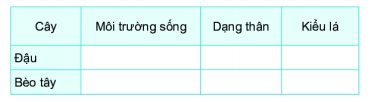 Cây Môi trường sống Dạng thân Kiểu lá
Đậu
Bèo tây